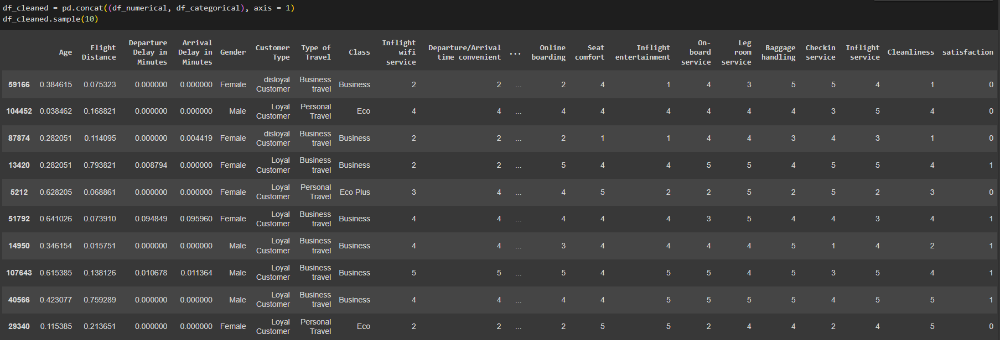 df_cleaned = pd.concat((df_numerical, df_categorical), axis = 1)
df_cleaned.sample(10)
Age Flight Distance Departure Delay in Minutes Arrival Delay in Minutes Gender Customer Type Type of Travel Class Inflight wifi service Departure/Arrival time convenient ... Online boarding Seat comfort Inflight entertainment On-board service Leg room service Baggage handling Checkin service Inflight service Cleanliness satisfaction
59166 0.384615 0.075323 0.000000 0.000000 Female disloyal Customer Business travel Business 2 2 ... 2 4 1 4 3 5 5 4 1 0
104452 0.038462 0.168821 0.000000 0.000000 Male Loyal Customer Personal Travel Eco 4 4 ... 4 4 4 4 4 4 3 5 4 0
87874 0.282051 0.114095 0.000000 0.004419 Female disloyal Customer Business travel Business 2 2 ... 2 1 1 4 4 3 4 3 1 0
13420 0.282051 0.793821 0.008794 0.000000 Female Loyal Customer Business travel Business 2 2 ... 5 4 4 5 5 4 5 5 4 1
5212 0.628205 0.068861 0.000000 0.000000 Female Loyal Customer Personal Travel Eco Plus 3 4 ... 4 5 2 2 5 2 5 2 3 0
51792 0.641026 0.073910 0.094849 0.095960 Female Loyal Customer Business travel Business 4 4 ... 4 4 4 3 5 4 4 3 4 1
14950 0.346154 0.015751 0.000000 0.000000 Male Loyal Customer Business travel Business 4 4 ... 3 4 4 4 4 5 1 4 2 1
107643 0.615385 0.138126 0.010678 0.011364 Male Loyal Customer Business travel Business 5 5 ... 5 4 5 5 4 5 3 5 4 1
40566 0.423077 0.759289 0.000000 0.000000 Male Loyal Customer Business travel Business 4 4 ... 4 4 5 5 5 5 4 5 5 1
29340 0.115385 0.213651 0.000000 0.000000 Female Loyal Customer Personal Travel Eco 2 2 ... 2 5 5 2 4 4 2 4 5 0